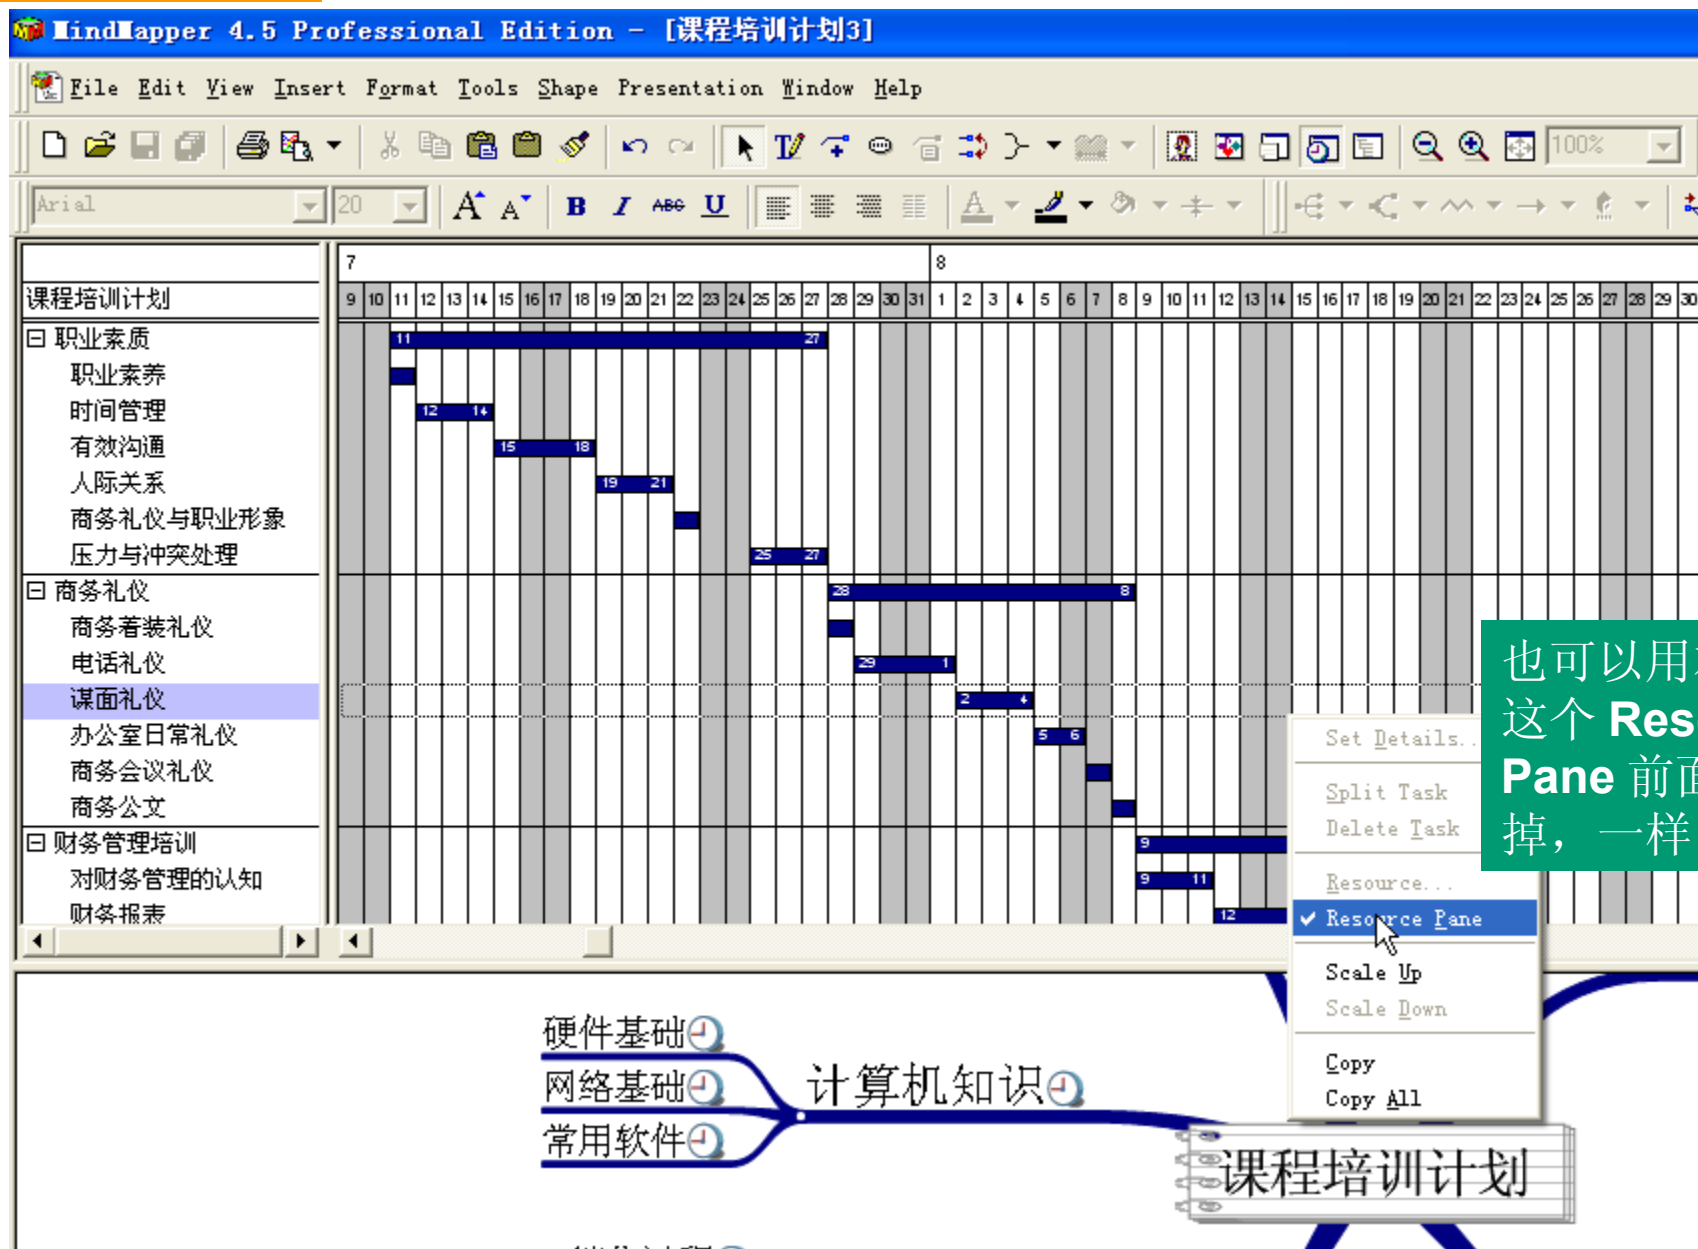 MindMapper 4.5 Professional Edition - [课程培训计划3]
File Edit View Insert Format Tools Shape Presentation Window Help
100%
Arial 20 A A B I ABC U
7 8
课程培训计划 9 10 11 12 13 14 15 16 17 18 19 20 21 22 23 24 25 26 27 28 29 30 31 1 2 3 4 5 6 7 8 9 10 11 12 13 14 15 16 17 18 19 20 21 22 23 24 25 26 27 28 29 30
职业素质 11 27
职业素养
时间管理 12 14
有效沟通 15 18
人际关系 19 21
商务礼仪与职业形象
压力与冲突处理 25 27
商务礼仪 28 8
商务着装礼仪
电话礼仪 29 1
谋面礼仪 2 4
办公室日常礼仪 5 6
商务会议礼仪
商务公文
财务管理培训 9
对财务管理的认知 9 11
财务报表 12
也可以用
这个 Res
Pane 前面
掉，一样
Set Details..
Split Task
Delete Task
Resource...
Resource Pane
Scale Up
Scale Down
Copy
Copy All
硬件基础
网络基础
常用软件
计算机知识
课程培训计划